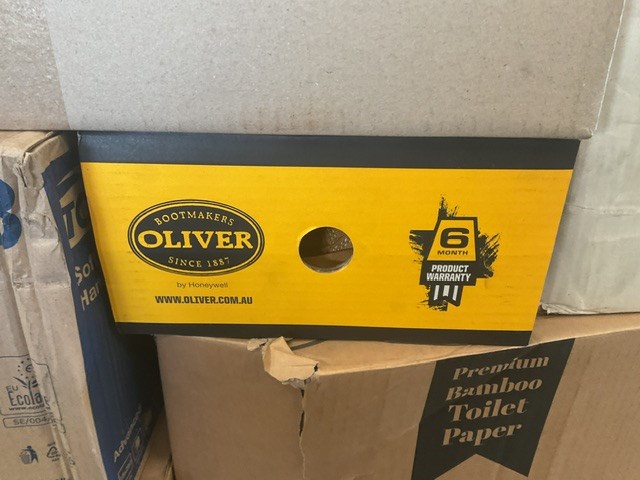 BOOTMAKERS
OLIVER
SINCE 1887
by Honeywell
WWW.OLIVER.COM.AU
6
MONTH
PRODUCT
WARRANTY
Premium
Bamboo
Toilet
Paper